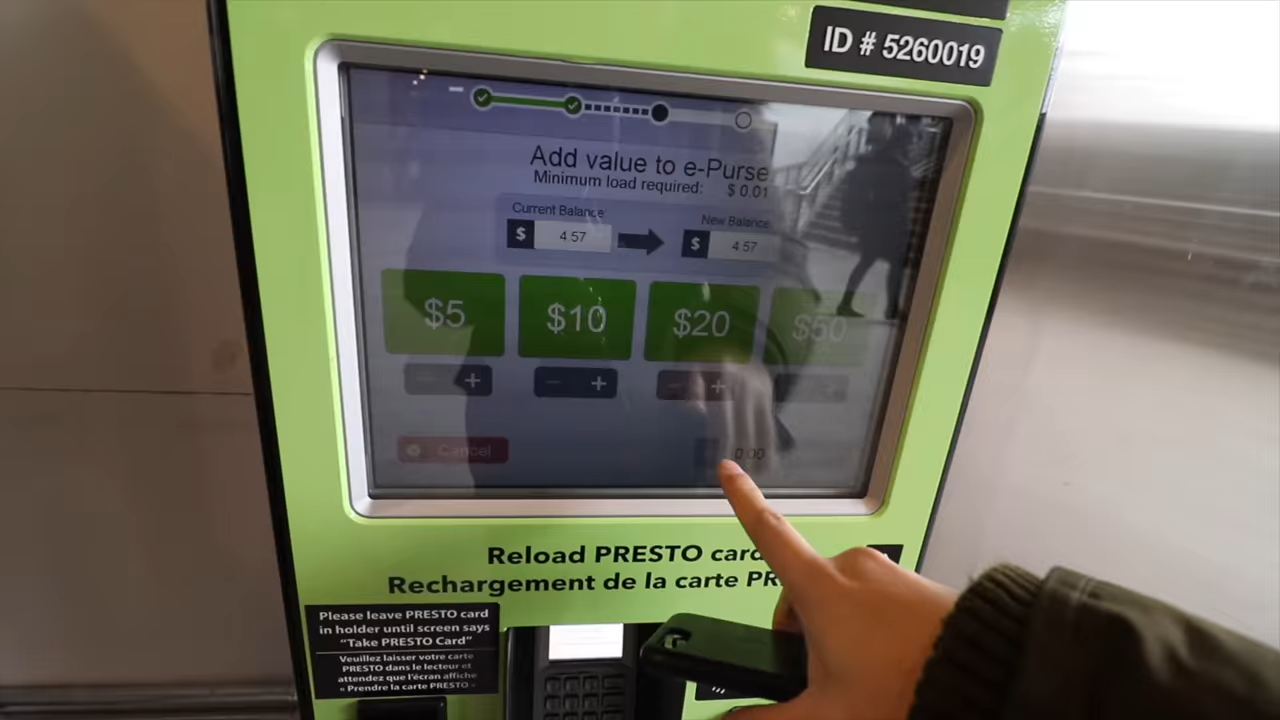 ID # 5260019
Add value to e-Purse
Minimum load required: $ 0.01
Current Balance
New Balance
$ 4.57
$ 4.57
$5
$10
$20
$50
- +
- +
- +
Cancel
0.00
Reload PRESTO card
Rechargement de la carte PR
Please leave PRESTO card
in holder until screen says
"Take PRESTO Card"
Veuillez laisser votre carte
PRESTO dans le lecteur et
attendez que l'écran affiche
« Prendre la carte PRESTO »